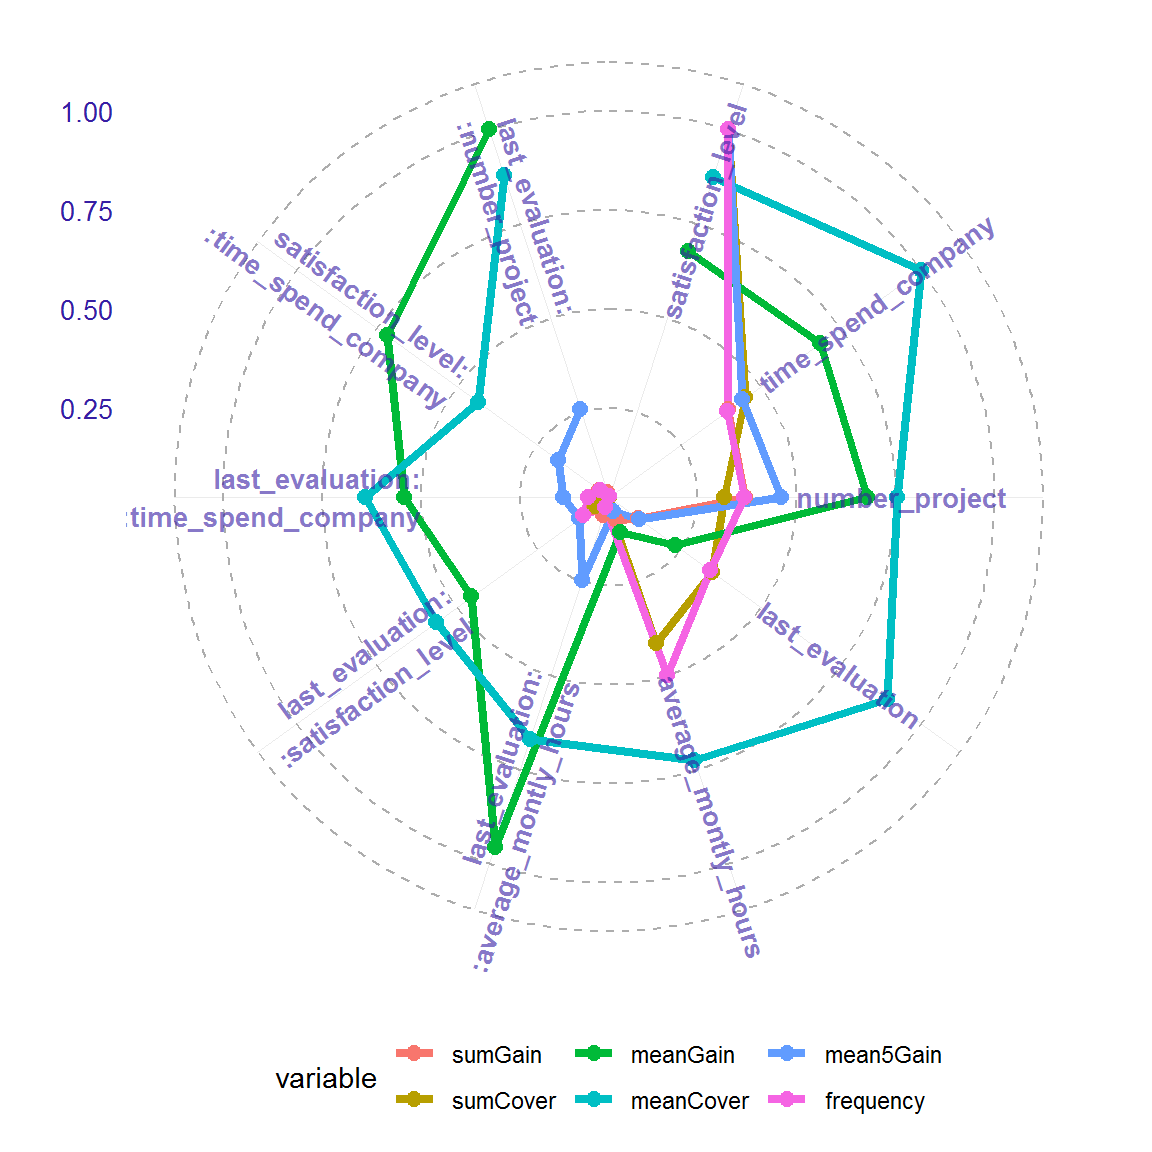 1.00
0.75
0.50
0.25
satisfaction_level
time_spend_company
number_project
last_evaluation
average_montly_hours
last_evaluation:
:average_montly_hours
last_evaluation:
:satisfaction_level
last_evaluation:
:time_spend_company
satisfaction_level:
:time_spend_company
last_evaluation:
:number_project
variable
sumGain
meanGain
mean5Gain
sumCover
meanCover
frequency